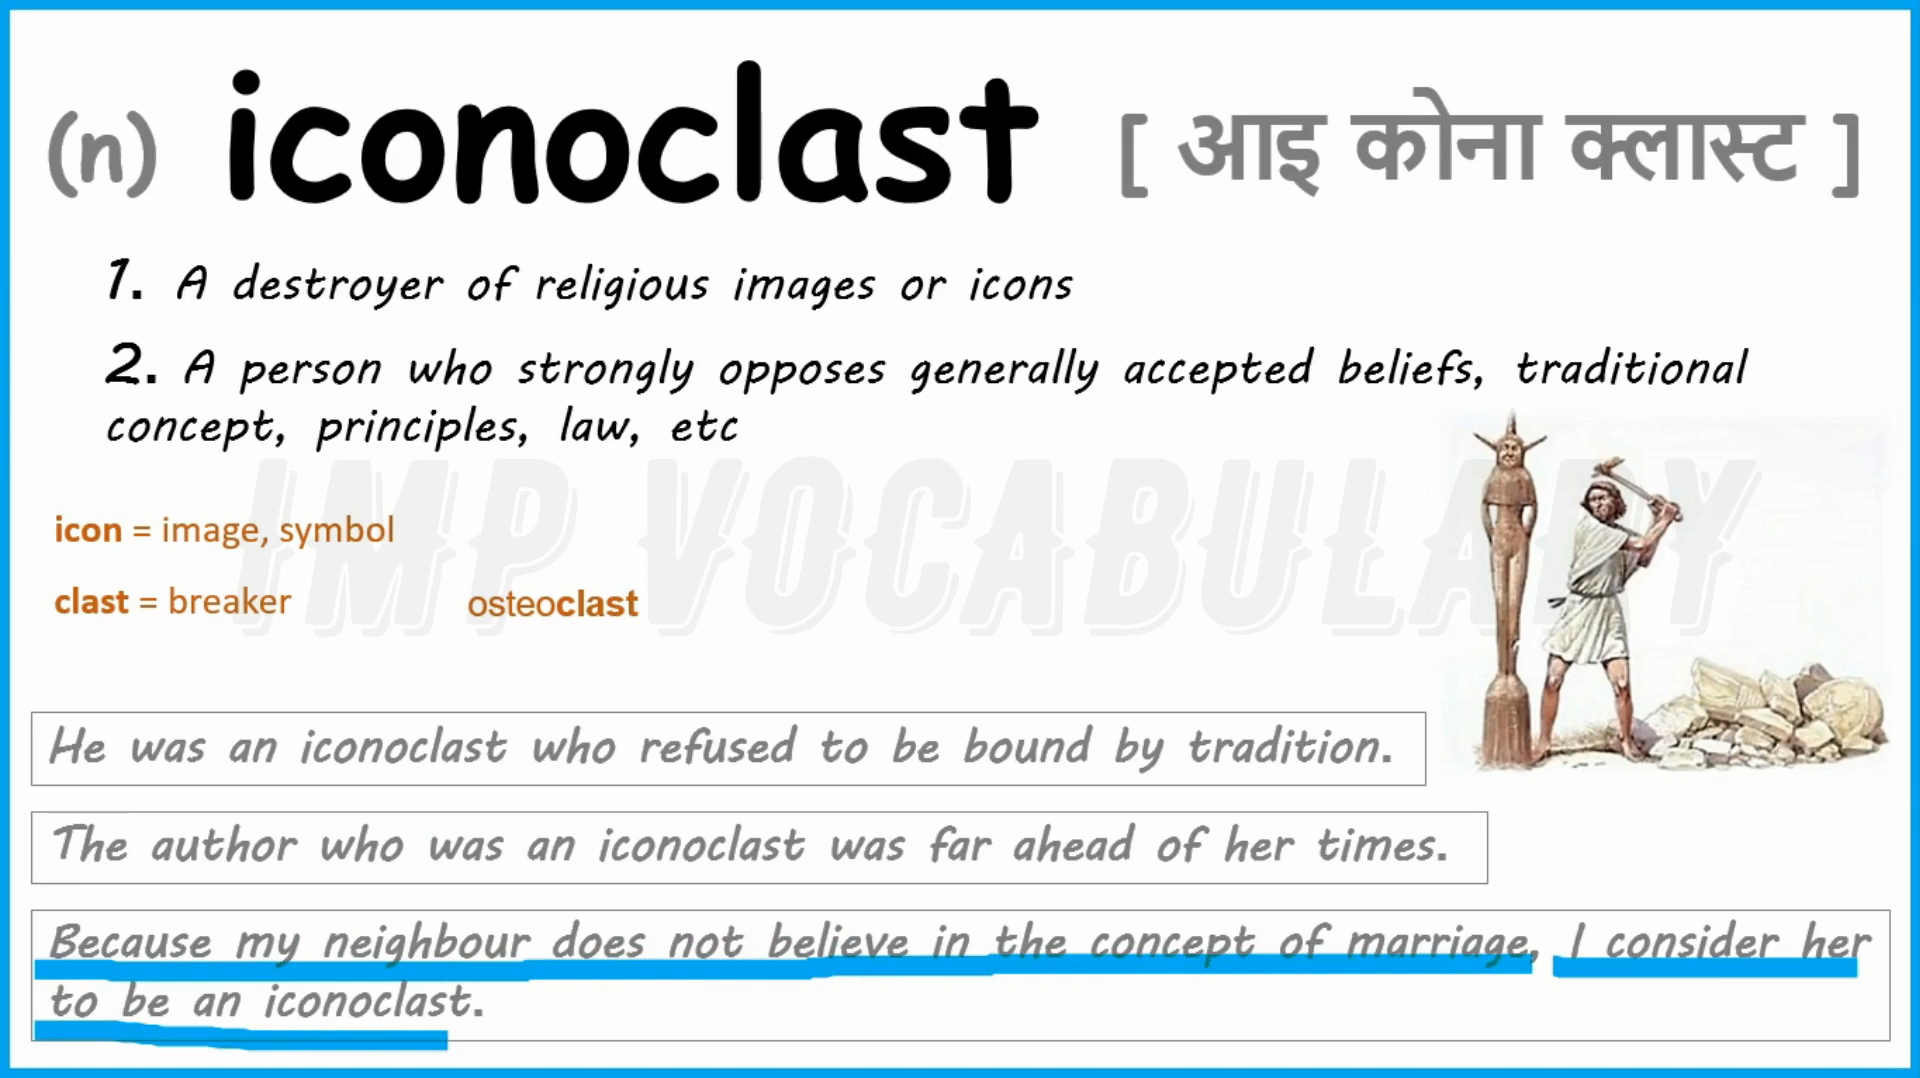 (n) iconoclast [ आइ कोना क्लास्ट ]
1. A destroyer of religious images or icons
2. A person who strongly opposes generally accepted beliefs, traditional
concept, principles, law, etc
IMP VOCABULARY
icon = image, symbol
clast = breaker osteoclast
He was an iconoclast who refused to be bound by tradition.
The author who was an iconoclast was far ahead of her times.
Because my neighbour does not believe in the concept of marriage, I consider her
to be an iconoclast.